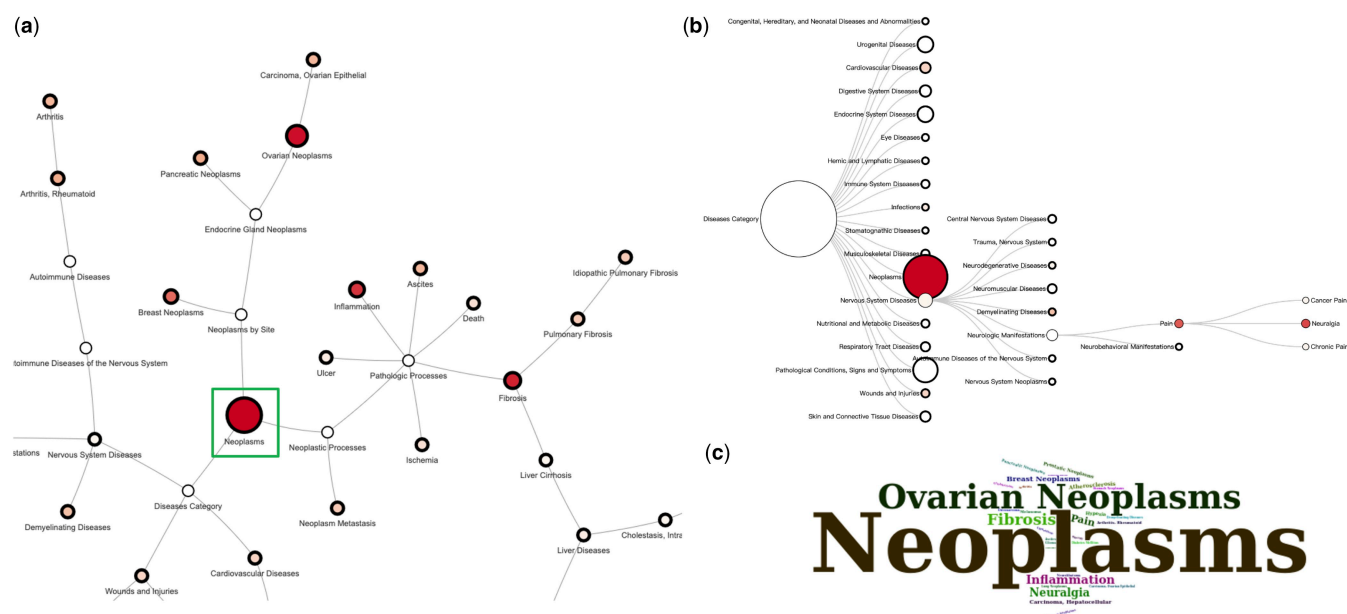 (a)
Carcinoma, Ovarian Epithelial
Arthritis
Ovarian Neoplasms
Pancreatic Neoplasms
Arthritis, Rheumatoid
Endocrine Gland Neoplasms
Autoimmune Diseases
Idiopathic Pulmonary Fibrosis
Ascites
Inflammation
Death
Breast Neoplasms
Neoplasms by Site
Pulmonary Fibrosis
toimmune Diseases of the Nervous System
Ulcer
Pathologic Processes
Fibrosis
Neoplasms
Neoplastic Processes
stations
Nervous System Diseases
Ischemia
Liver Cirrhosis
Diseases Category
Demyelinating Diseases
Neoplasm Metastasis
Cholestasis, Intra
Liver Diseases
Cardiovascular Diseases
Wounds and Injuries
(b)
Congenital, Hereditary, and Neonatal Diseases and Abnormalities
Urogenital Diseases
Cardiovascular Diseases
Digestive System Diseases
Endocrine System Diseases
Eye Diseases
Hemic and Lymphatic Diseases
Immune System Diseases
Infections
Diseases Category
Stomatognathic Diseases
Musculoskeletal Diseases
Neoplasms
Nervous System Diseases
Nutritional and Metabolic Diseases
Respiratory Tract Diseases
Pathological Conditions, Signs and Symptoms
Wounds and Injuries
Skin and Connective Tissue Diseases
Central Nervous System Diseases
Trauma, Nervous System
Neurodegenerative Diseases
Neuromuscular Diseases
Demyelinating Diseases
Neurologic Manifestations
Neurobehavioral Manifestations
Autoimmune Diseases of the Nervous System
Nervous System Neoplasms
Pain
Cancer Pain
Neuralgia
Chronic Pain
(c)
Pancreatic Neoplasms
Prostatic Neoplasms
Breast Neoplasms
Atherosclerosis
Ovarian Neoplasms
Fibrosis
Pain
Hypoxia
Arthritis, Rheumatoid
Neoplasms
Inflammation
Neuralgia
Carcinoma, Hepatocellular